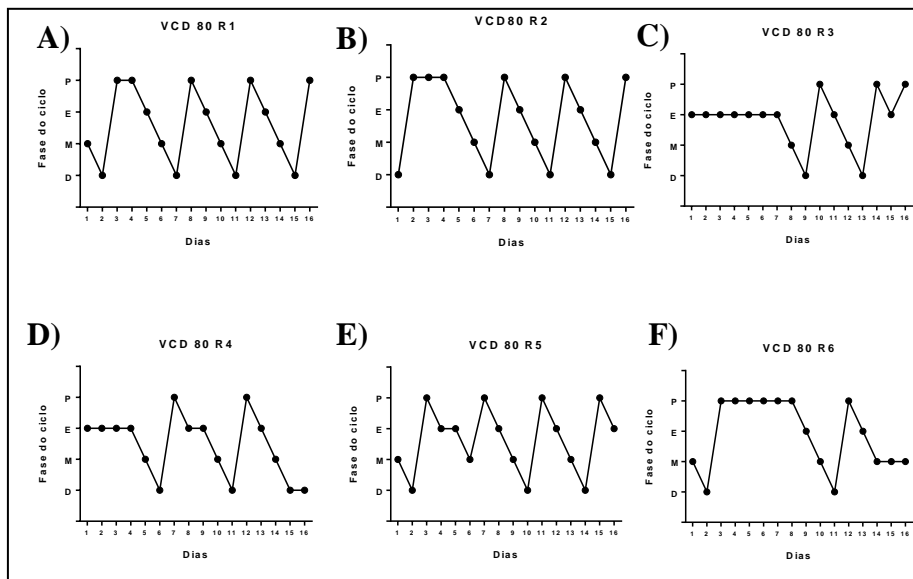 A)
VCD 80 R1
Fase do ciclo
P
E
M
D
1 2 3 4 5 6 7 8 9 10 11 12 13 14 15 16
Dias
B)
VCD80 R2
Fase do ciclo
P
E
M
D
1 2 3 4 5 6 7 8 9 10 11 12 13 14 15 16
Dias
C)
VCD 80 R3
Fase do ciclo
P
E
M
D
1 2 3 4 5 6 7 8 9 10 11 12 13 14 15 16
Dias
D)
VCD 80 R4
Fase do ciclo
P
E
M
D
1 2 3 4 5 6 7 8 9 10 11 12 13 14 15 16
Dias
E)
VCD 80 R5
Fase do ciclo
P
E
M
D
1 2 3 4 5 6 7 8 9 10 11 12 13 14 15 16
Dias
F)
VCD 80 R6
Fase do ciclo
P
E
M
D
1 2 3 4 5 6 7 8 9 10 11 12 13 14 15 16
Dias